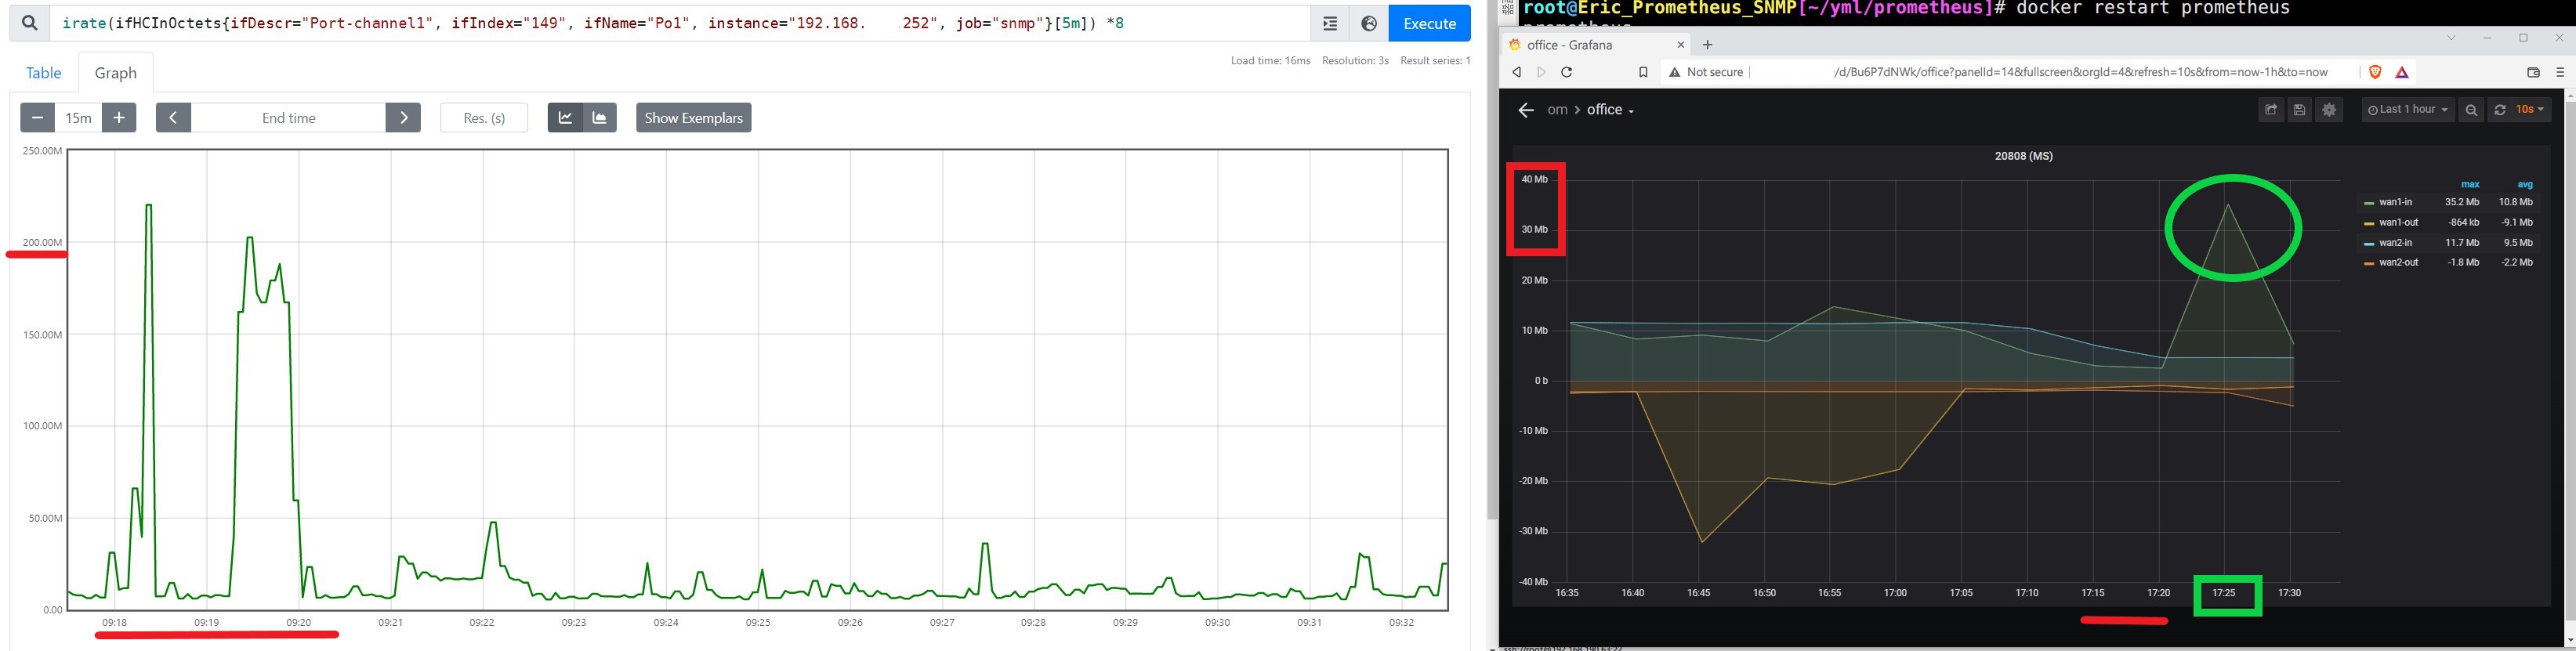 irate(ifHCInOctets{ifDescr="Port-channel1", ifIndex="149", ifName="Po1", instance="192.168. .252", job="snmp"}[5m]) *8
Execute
Load time: 16ms Resolution: 3s Result series: 1
Table Graph
− 15m + End time Res. (s) Show Exemplars
250.00M
200.00M
150.00M
100.00M
50.00M
0.00
09:18 09:19 09:20 09:21 09:22 09:23 09:24 09:25 09:26 09:27 09:28 09:29 09:30 09:31 09:32
root@Eric_Prometheus_SNMP[~/yml/prometheus]# docker restart prometheus
office - Grafana
Not secure /d/Bu6P7dNWk/office?panelId=14&fullscreen&orgId=4&refresh=10s&from=now-1h&to=now
om > office
Last 1 hour 10s
20808 (MS)
40 Mb
30 Mb
20 Mb
10 Mb
0 b
-10 Mb
-20 Mb
-30 Mb
-40 Mb
16:35 16:40 16:45 16:50 16:55 17:00 17:05 17:10 17:15 17:20 17:25 17:30
max avg
wan1-in 35.2 Mb 10.8 Mb
wan1-out -864 kb -9.1 Mb
wan2-in 11.7 Mb 9.5 Mb
wan2-out -1.8 Mb -2.2 Mb